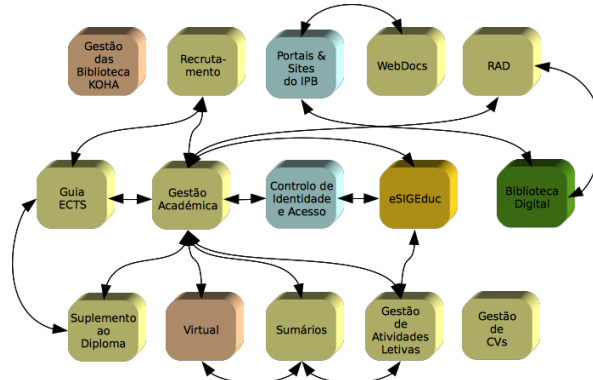 Gestão
das
Biblioteca
KOHA
Recruta-
mento
Portais &
Sites
do IPB
WebDocs
RAD
Guia
ECTS
Gestão
Académica
Controlo de
Identidade
e Acesso
eSIGEduc
Biblioteca
Digital
Suplemento
ao
Diploma
Virtual
Sumários
Gestão
de
Atividades
Letivas
Gestão
de
CVs